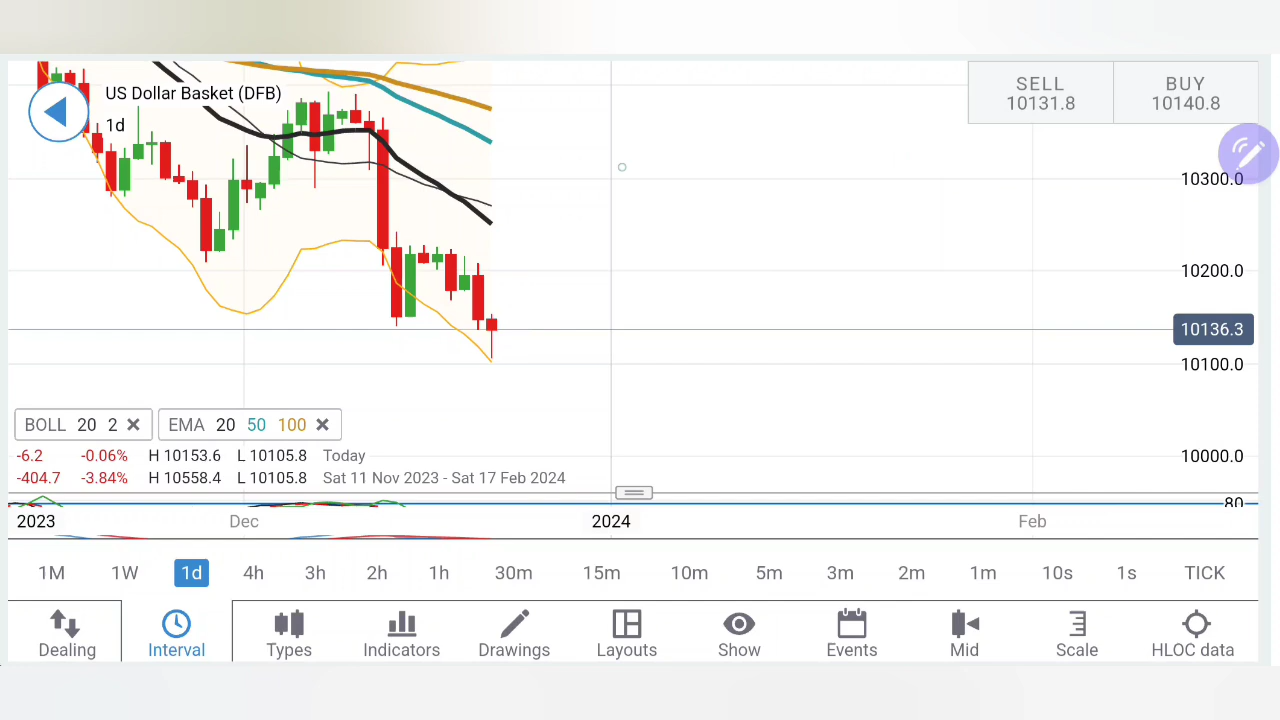 US Dollar Basket (DFB)
1d
SELL
10131.8
BUY
10140.8
10300.0
10200.0
10136.3
10100.0
10000.0
BOLL 20 2
EMA 20 50 100
-6.2 -0.06% H 10153.6 L 10105.8 Today
-404.7 -3.84% H 10558.4 L 10105.8 Sat 11 Nov 2023 - Sat 17 Feb 2024
80
2023 Dec 2024 Feb
1M 1W 1d 4h 3h 2h 1h 30m 15m 10m 5m 3m 2m 1m 10s 1s TICK
Dealing Interval Types Indicators Drawings Layouts Show Events Mid Scale HLOC data